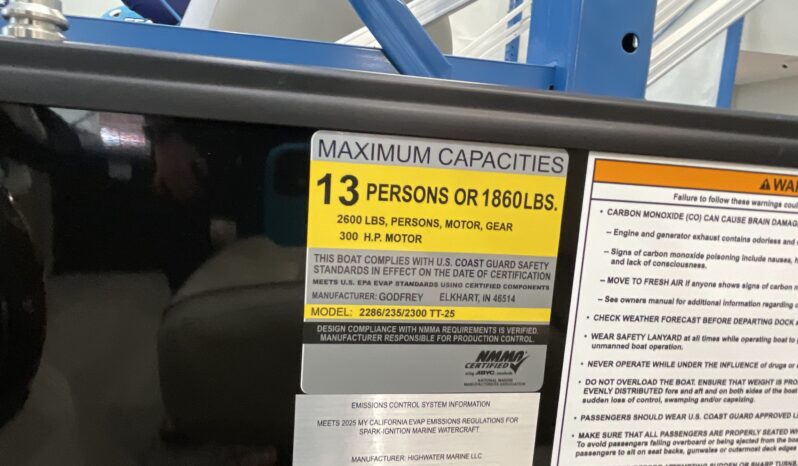 MAXIMUM CAPACITIES
13 PERSONS OR 1860LBS.
2600 LBS, PERSONS, MOTOR, GEAR
300 H.P. MOTOR
THIS BOAT COMPLIES WITH U.S. COAST GUARD SAFETY
STANDARDS IN EFFECT ON THE DATE OF CERTIFICATION
MEETS U.S. EPA EVAP STANDARDS USING CERTIFIED COMPONENTS
MANUFACTURER: GODFREY ELKHART, IN 46514
MODEL: 2286/235/2300 TT-25
DESIGN COMPLIANCE WITH NMMA REQUIREMENTS IS VERIFIED.
MANUFACTURER RESPONSIBLE FOR PRODUCTION CONTROL.
NMMA
CERTIFIED
using ABYC standards
NATIONAL MARINE
MANUFACTURERS ASSOCIATION
EMISSIONS CONTROL SYSTEM INFORMATION
MEETS 2025 MY CALIFORNIA EVAP EMISSIONS REGULATIONS FOR
SPARK-IGNITION MARINE WATERCRAFT
MANUFACTURER: HIGHWATER MARINE LLC
WAR
Failure to follow these warnings
• CARBON MONOXIDE (CO) CAN CAUSE BRAIN
– Engine and generator exhaust contains odorless and
– Signs of carbon monoxide poisoning include nausea,
and lack of consciousness.
– MOVE TO FRESH AIR if anyone shows signs of carbon
– See owners manual for additional information regarding
• CHECK WEATHER FORECAST BEFORE DEPARTING DOCK
• WEAR SAFETY LANYARD at all times while operating boat to
unmanned boat operation.
• NEVER OPERATE WHILE UNDER THE INFLUENCE of drugs or
• DO NOT OVERLOAD THE BOAT. ENSURE THAT WEIGHT IS
EVENLY DISTRIBUTED fore and aft and on both sides of the
sudden loss of control, swamping and/or capsizing.
• PASSENGERS SHOULD WEAR U.S. COAST GUARD APPROVED
• MAKE SURE THAT ALL PASSENGERS ARE PROPERLY SEATED
To avoid passengers falling overboard or being ejected from the
passengers to sit on seat backs, gunwales or outermost deck